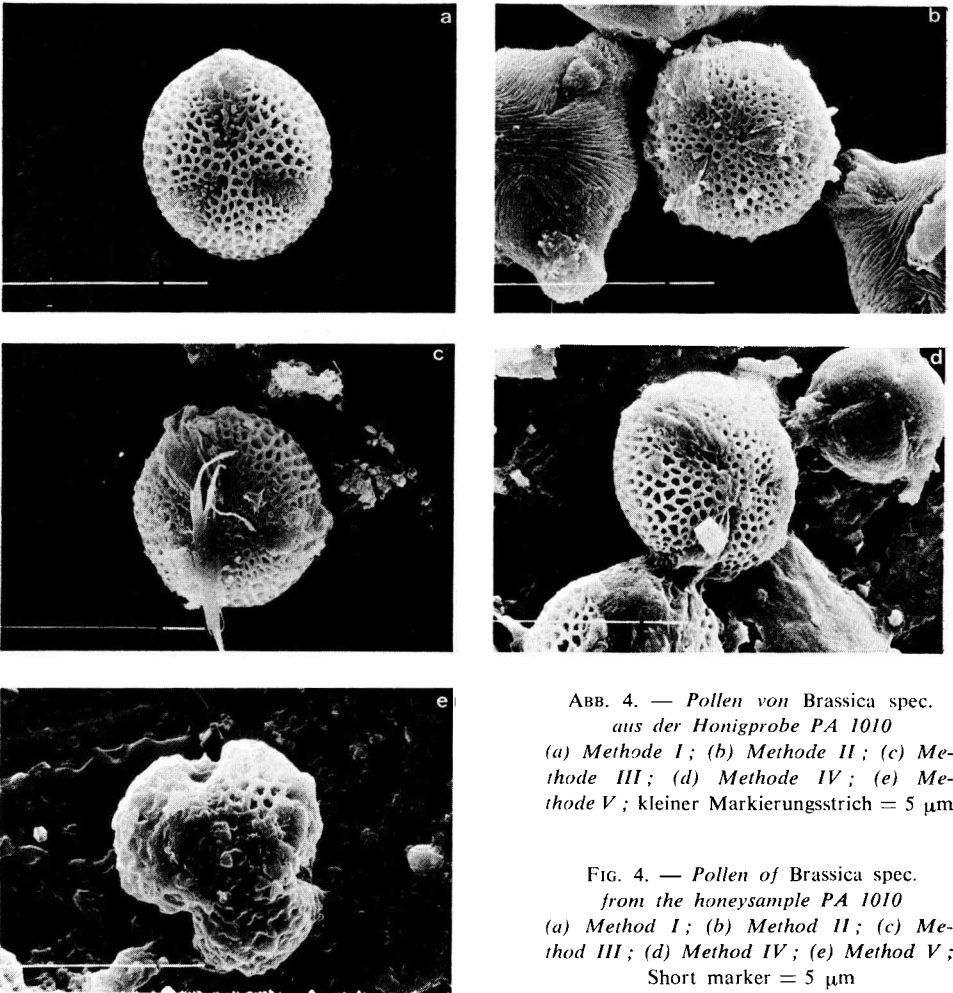 a
b
c
d
e
ABB. 4. — Pollen von Brassica spec.
aus der Honigprobe PA 1010
(a) Methode I ; (b) Methode II ; (c) Me-
thode III ; (d) Methode IV ; (e) Me-
thode V ; kleiner Markierungsstrich = 5 μm
FIG. 4. — Pollen of Brassica spec.
from the honeysample PA 1010
(a) Method I ; (b) Method II ; (c) Me-
thod III ; (d) Method IV ; (e) Method V ;
Short marker = 5 μm